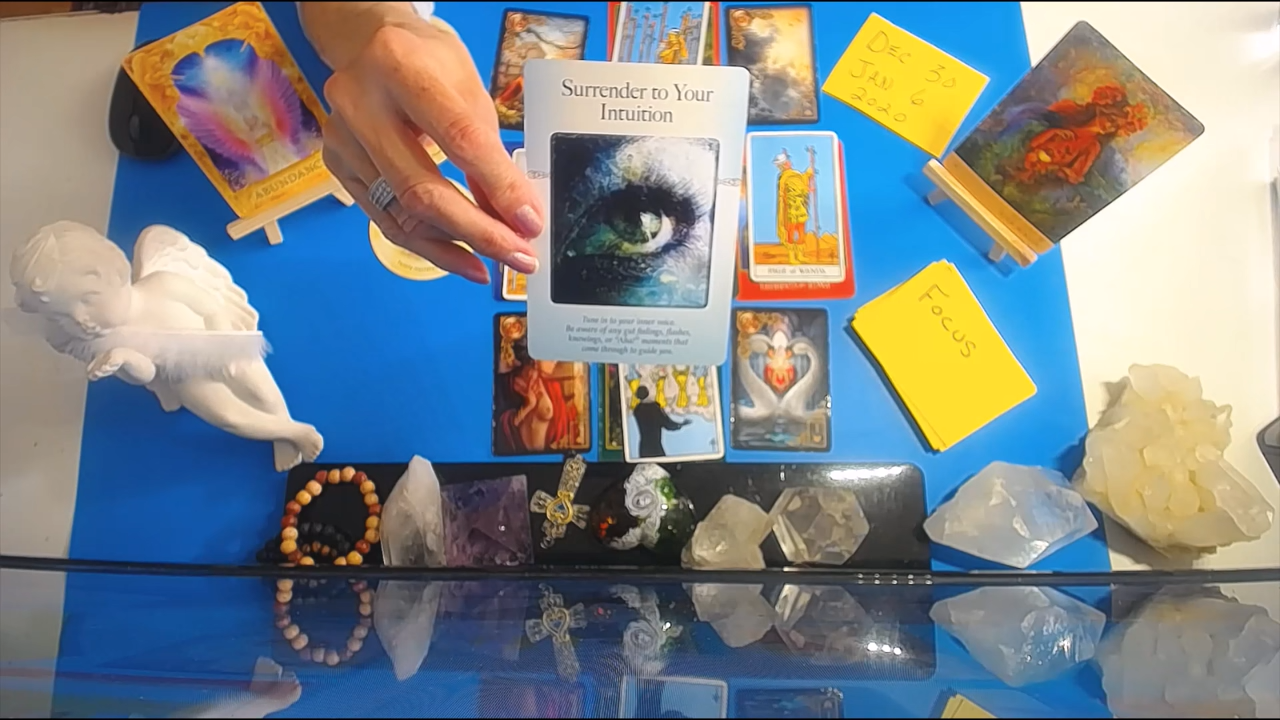 Surrender to Your
Intuition
Tune in to your inner voice.
Be aware of any gut feelings, flashes,
knowings, or "Aha!" moments that
come through to guide you.
DEC 30
JAN 6
2020
ABUNDANC
PAGE of WANDS
FOCUS